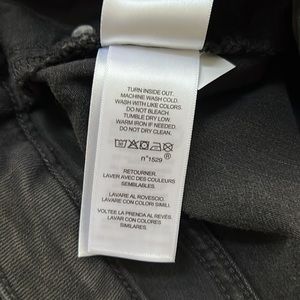 TURN INSIDE OUT.
MACHINE WASH COLD.
WASH WITH LIKE COLORS.
DO NOT BLEACH
TUMBLE DRY LOW
WARM IRON IF NEEDED.
DO NOT DRY CLEAN.
n°1529 ®
RETOURNER.
LAVER AVEC DES COULEURS
SEMBLABLES.
LAVARE AL ROVESCIO.
LAVARE CON COLORI SIMILI.
VOLTEE LA PRENDA AL REVÉS.
LAVAR CON COLORES
SIMILARES.